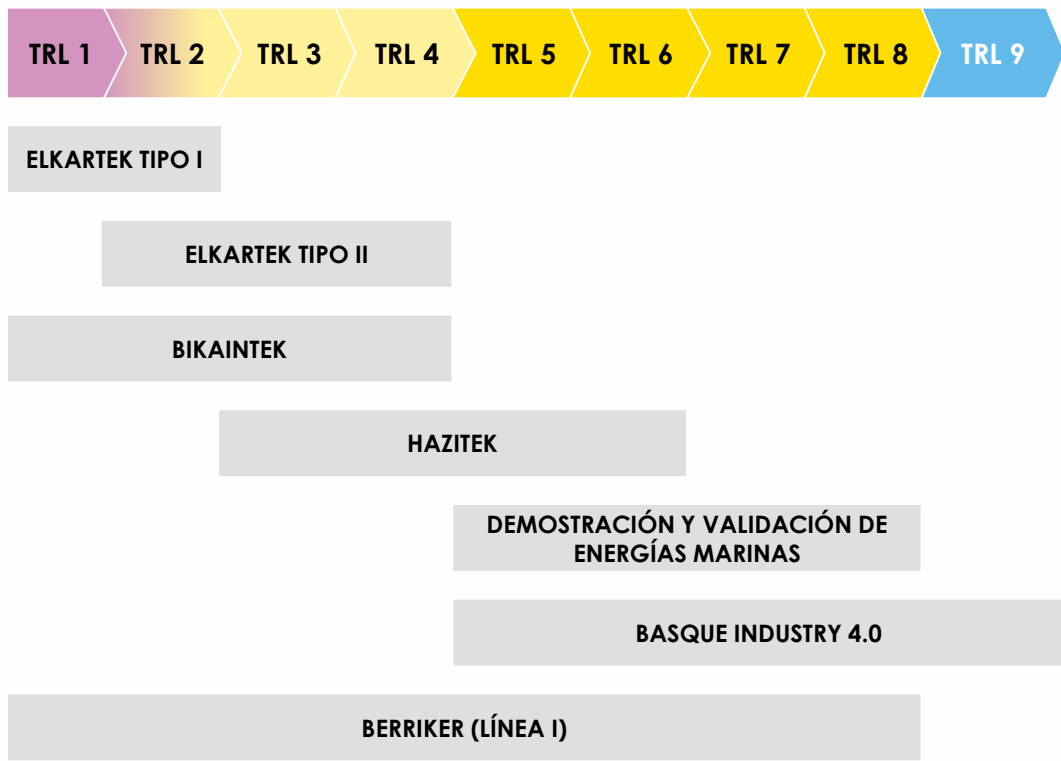 TRL 1 TRL 2 TRL 3 TRL 4 TRL 5 TRL 6 TRL 7 TRL 8 TRL 9
ELKARTEK TIPO I
ELKARTEK TIPO II
BIKAINTEK
HAZITEK
DEMOSTRACIÓN Y VALIDACIÓN DE
ENERGÍAS MARINAS
BASQUE INDUSTRY 4.0
BERRIKER (LÍNEA I)